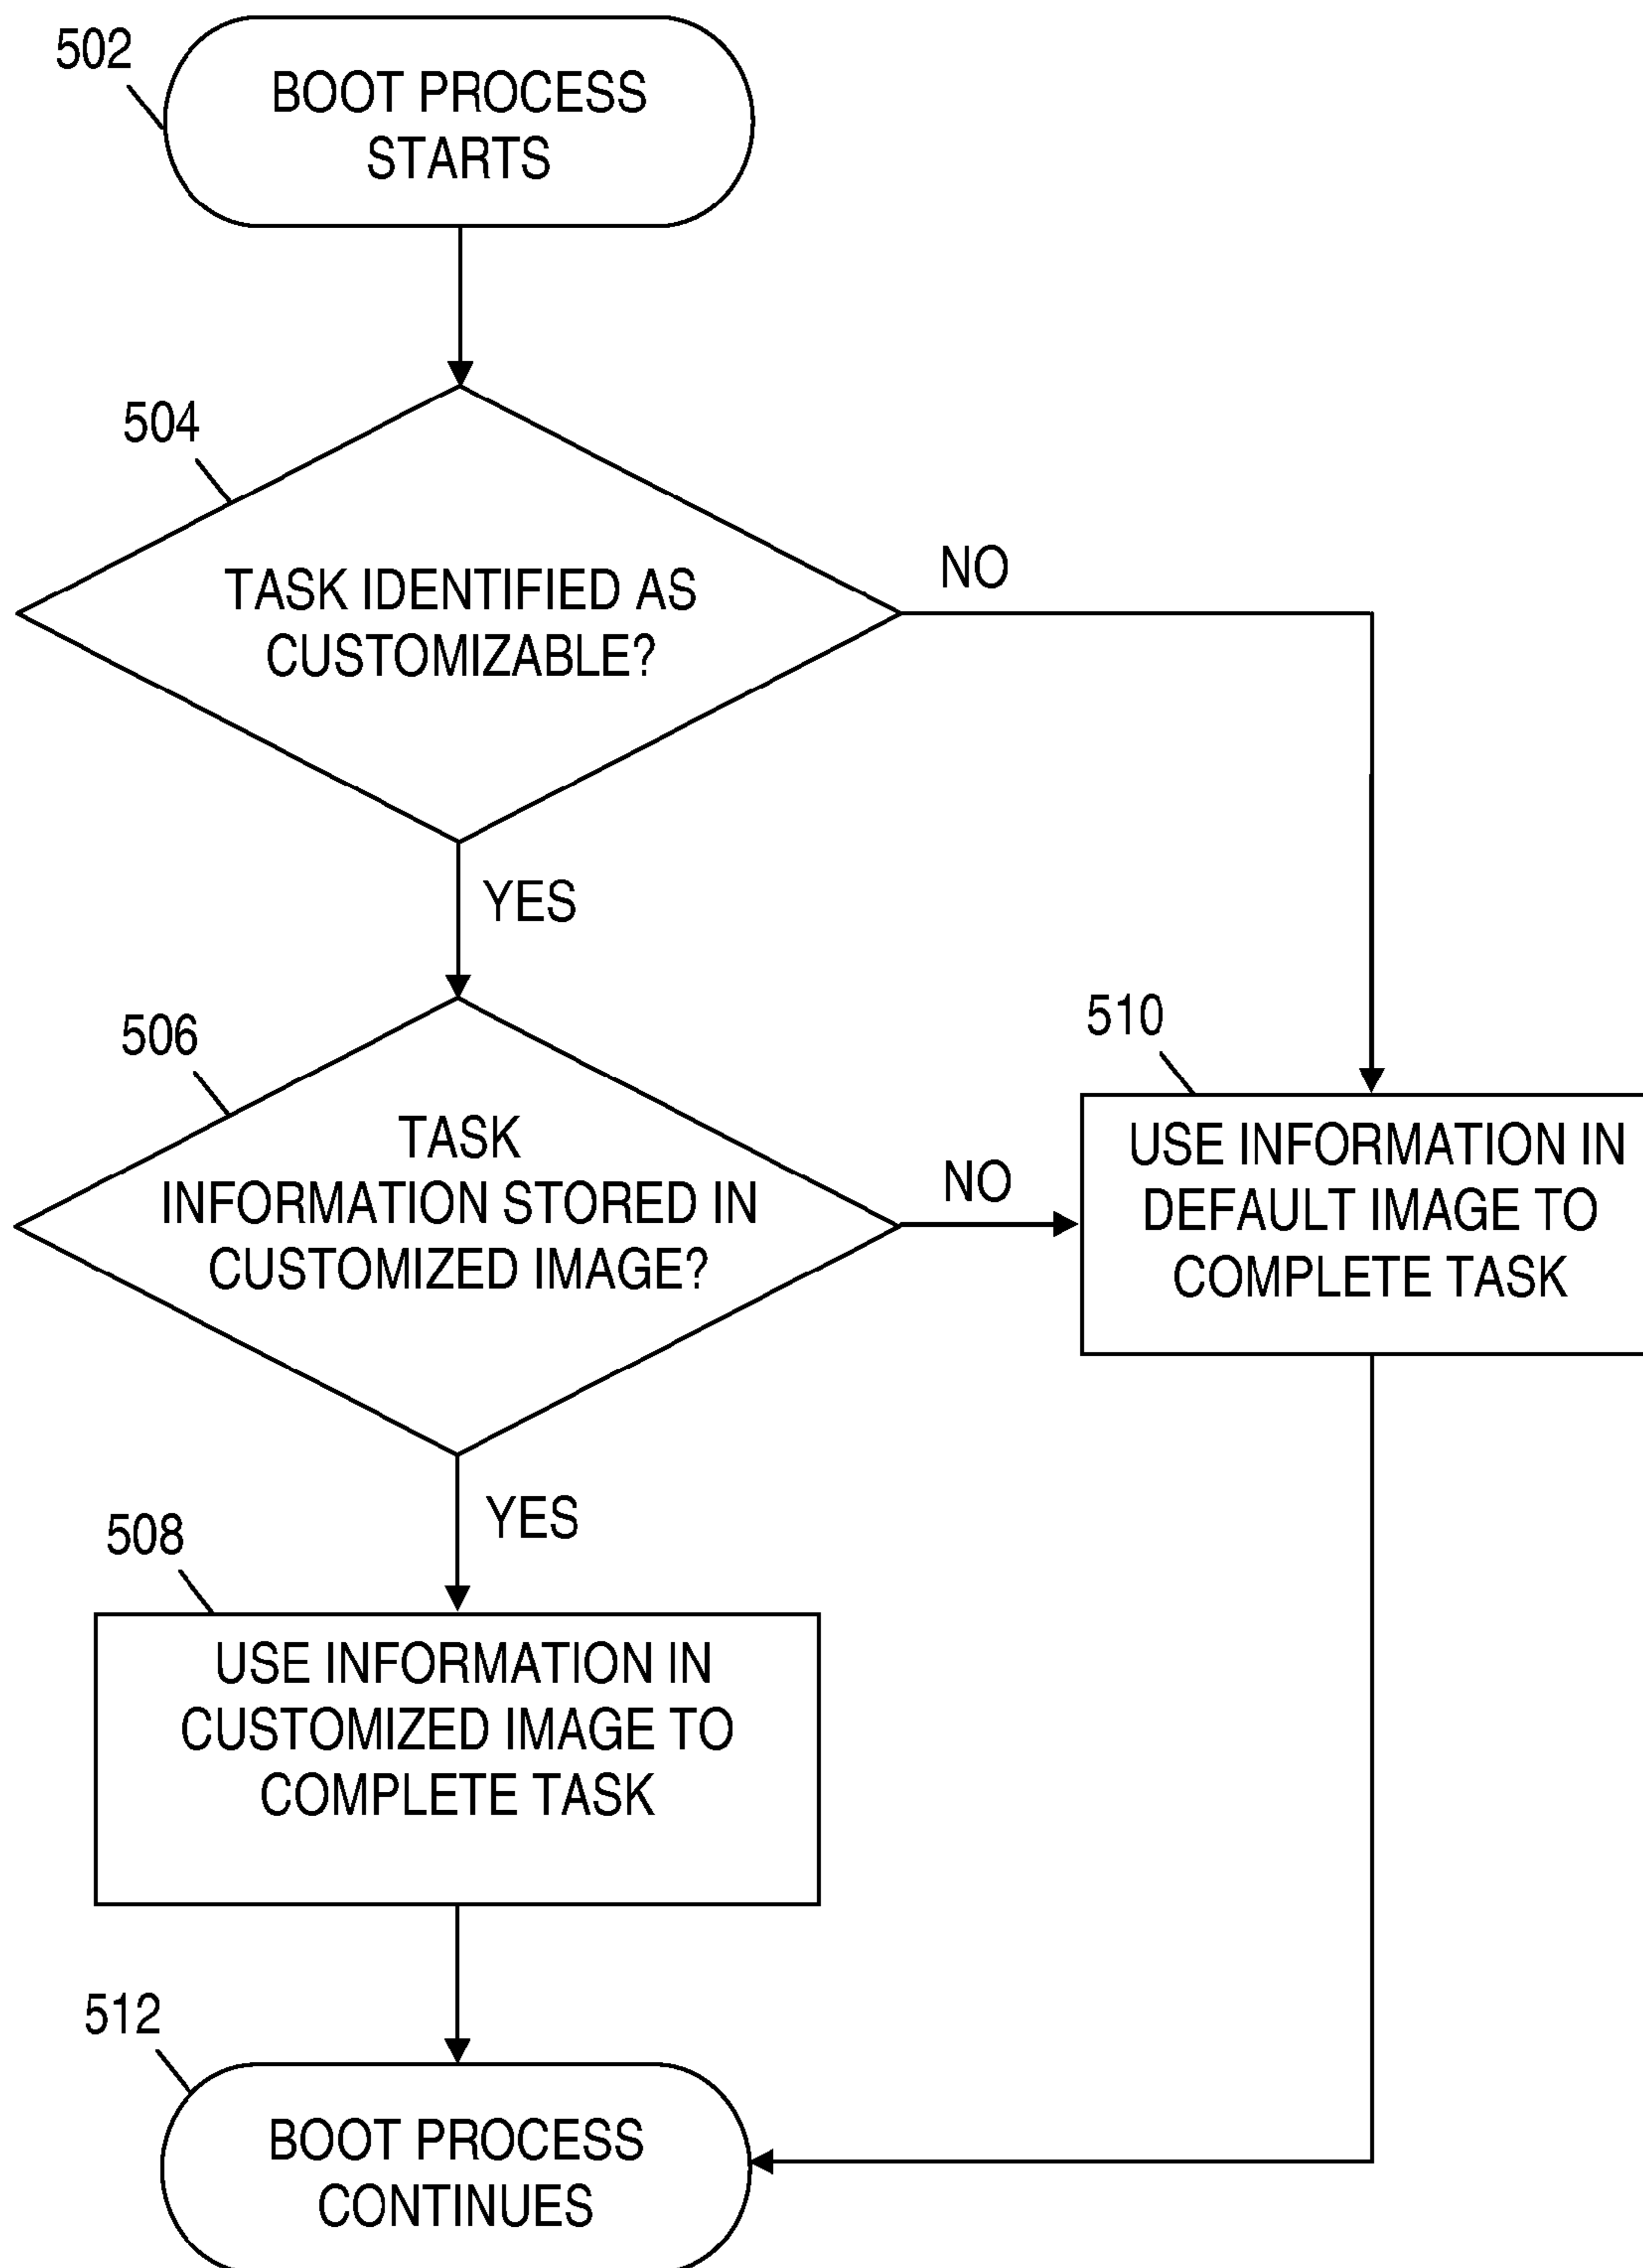 502
BOOT PROCESS
STARTS
504
TASK IDENTIFIED AS
CUSTOMIZABLE?
NO
YES
506
TASK
INFORMATION STORED IN
CUSTOMIZED IMAGE?
NO
510
USE INFORMATION IN
DEFAULT IMAGE TO
COMPLETE TASK
YES
508
USE INFORMATION IN
CUSTOMIZED IMAGE TO
COMPLETE TASK
512
BOOT PROCESS
CONTINUES